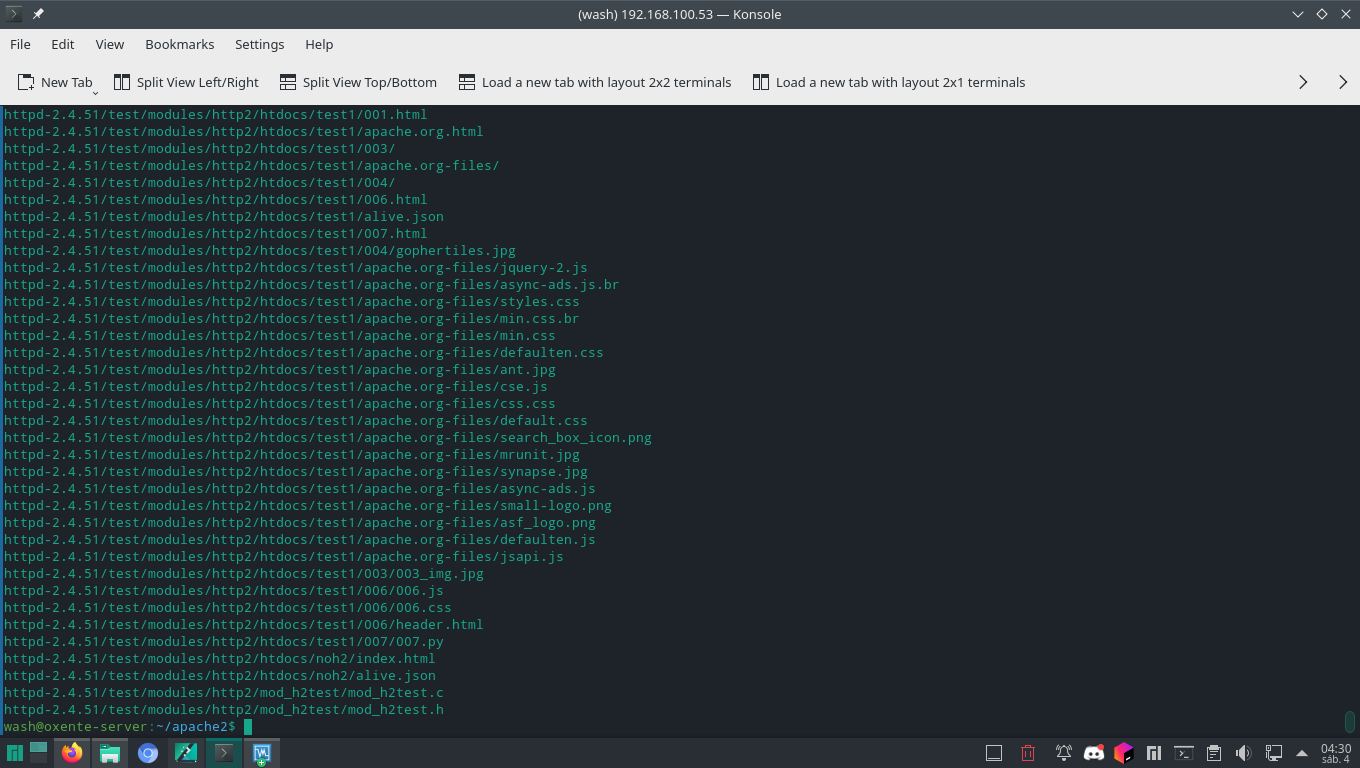 (wash) 192.168.100.53 — Konsole
File Edit View Bookmarks Settings Help
New Tab Split View Left/Right Split View Top/Bottom Load a new tab with layout 2x2 terminals Load a new tab with layout 2x1 terminals
httpd-2.4.51/test/modules/http2/htdocs/test1/001.html
httpd-2.4.51/test/modules/http2/htdocs/test1/apache.org.html
httpd-2.4.51/test/modules/http2/htdocs/test1/003/
httpd-2.4.51/test/modules/http2/htdocs/test1/apache.org-files/
httpd-2.4.51/test/modules/http2/htdocs/test1/004/
httpd-2.4.51/test/modules/http2/htdocs/test1/006.html
httpd-2.4.51/test/modules/http2/htdocs/test1/alive.json
httpd-2.4.51/test/modules/http2/htdocs/test1/007.html
httpd-2.4.51/test/modules/http2/htdocs/test1/004/gophertiles.jpg
httpd-2.4.51/test/modules/http2/htdocs/test1/apache.org-files/jquery-2.js
httpd-2.4.51/test/modules/http2/htdocs/test1/apache.org-files/async-ads.js.br
httpd-2.4.51/test/modules/http2/htdocs/test1/apache.org-files/styles.css
httpd-2.4.51/test/modules/http2/htdocs/test1/apache.org-files/min.css.br
httpd-2.4.51/test/modules/http2/htdocs/test1/apache.org-files/min.css
httpd-2.4.51/test/modules/http2/htdocs/test1/apache.org-files/defaulten.css
httpd-2.4.51/test/modules/http2/htdocs/test1/apache.org-files/ant.jpg
httpd-2.4.51/test/modules/http2/htdocs/test1/apache.org-files/cse.js
httpd-2.4.51/test/modules/http2/htdocs/test1/apache.org-files/css.css
httpd-2.4.51/test/modules/http2/htdocs/test1/apache.org-files/default.css
httpd-2.4.51/test/modules/http2/htdocs/test1/apache.org-files/search_box_icon.png
httpd-2.4.51/test/modules/http2/htdocs/test1/apache.org-files/mrunit.jpg
httpd-2.4.51/test/modules/http2/htdocs/test1/apache.org-files/synapse.jpg
httpd-2.4.51/test/modules/http2/htdocs/test1/apache.org-files/async-ads.js
httpd-2.4.51/test/modules/http2/htdocs/test1/apache.org-files/small-logo.png
httpd-2.4.51/test/modules/http2/htdocs/test1/apache.org-files/asf_logo.png
httpd-2.4.51/test/modules/http2/htdocs/test1/apache.org-files/defaulten.js
httpd-2.4.51/test/modules/http2/htdocs/test1/apache.org-files/jsapi.js
httpd-2.4.51/test/modules/http2/htdocs/test1/003/003_img.jpg
httpd-2.4.51/test/modules/http2/htdocs/test1/006/006.js
httpd-2.4.51/test/modules/http2/htdocs/test1/006/006.css
httpd-2.4.51/test/modules/http2/htdocs/test1/006/header.html
httpd-2.4.51/test/modules/http2/htdocs/test1/007/007.py
httpd-2.4.51/test/modules/http2/htdocs/noh2/index.html
httpd-2.4.51/test/modules/http2/htdocs/noh2/alive.json
httpd-2.4.51/test/modules/http2/mod_h2test/mod_h2test.c
httpd-2.4.51/test/modules/http2/mod_h2test/mod_h2test.h
wash@oxente-server:~/apache2$
04:30
sáb. 4